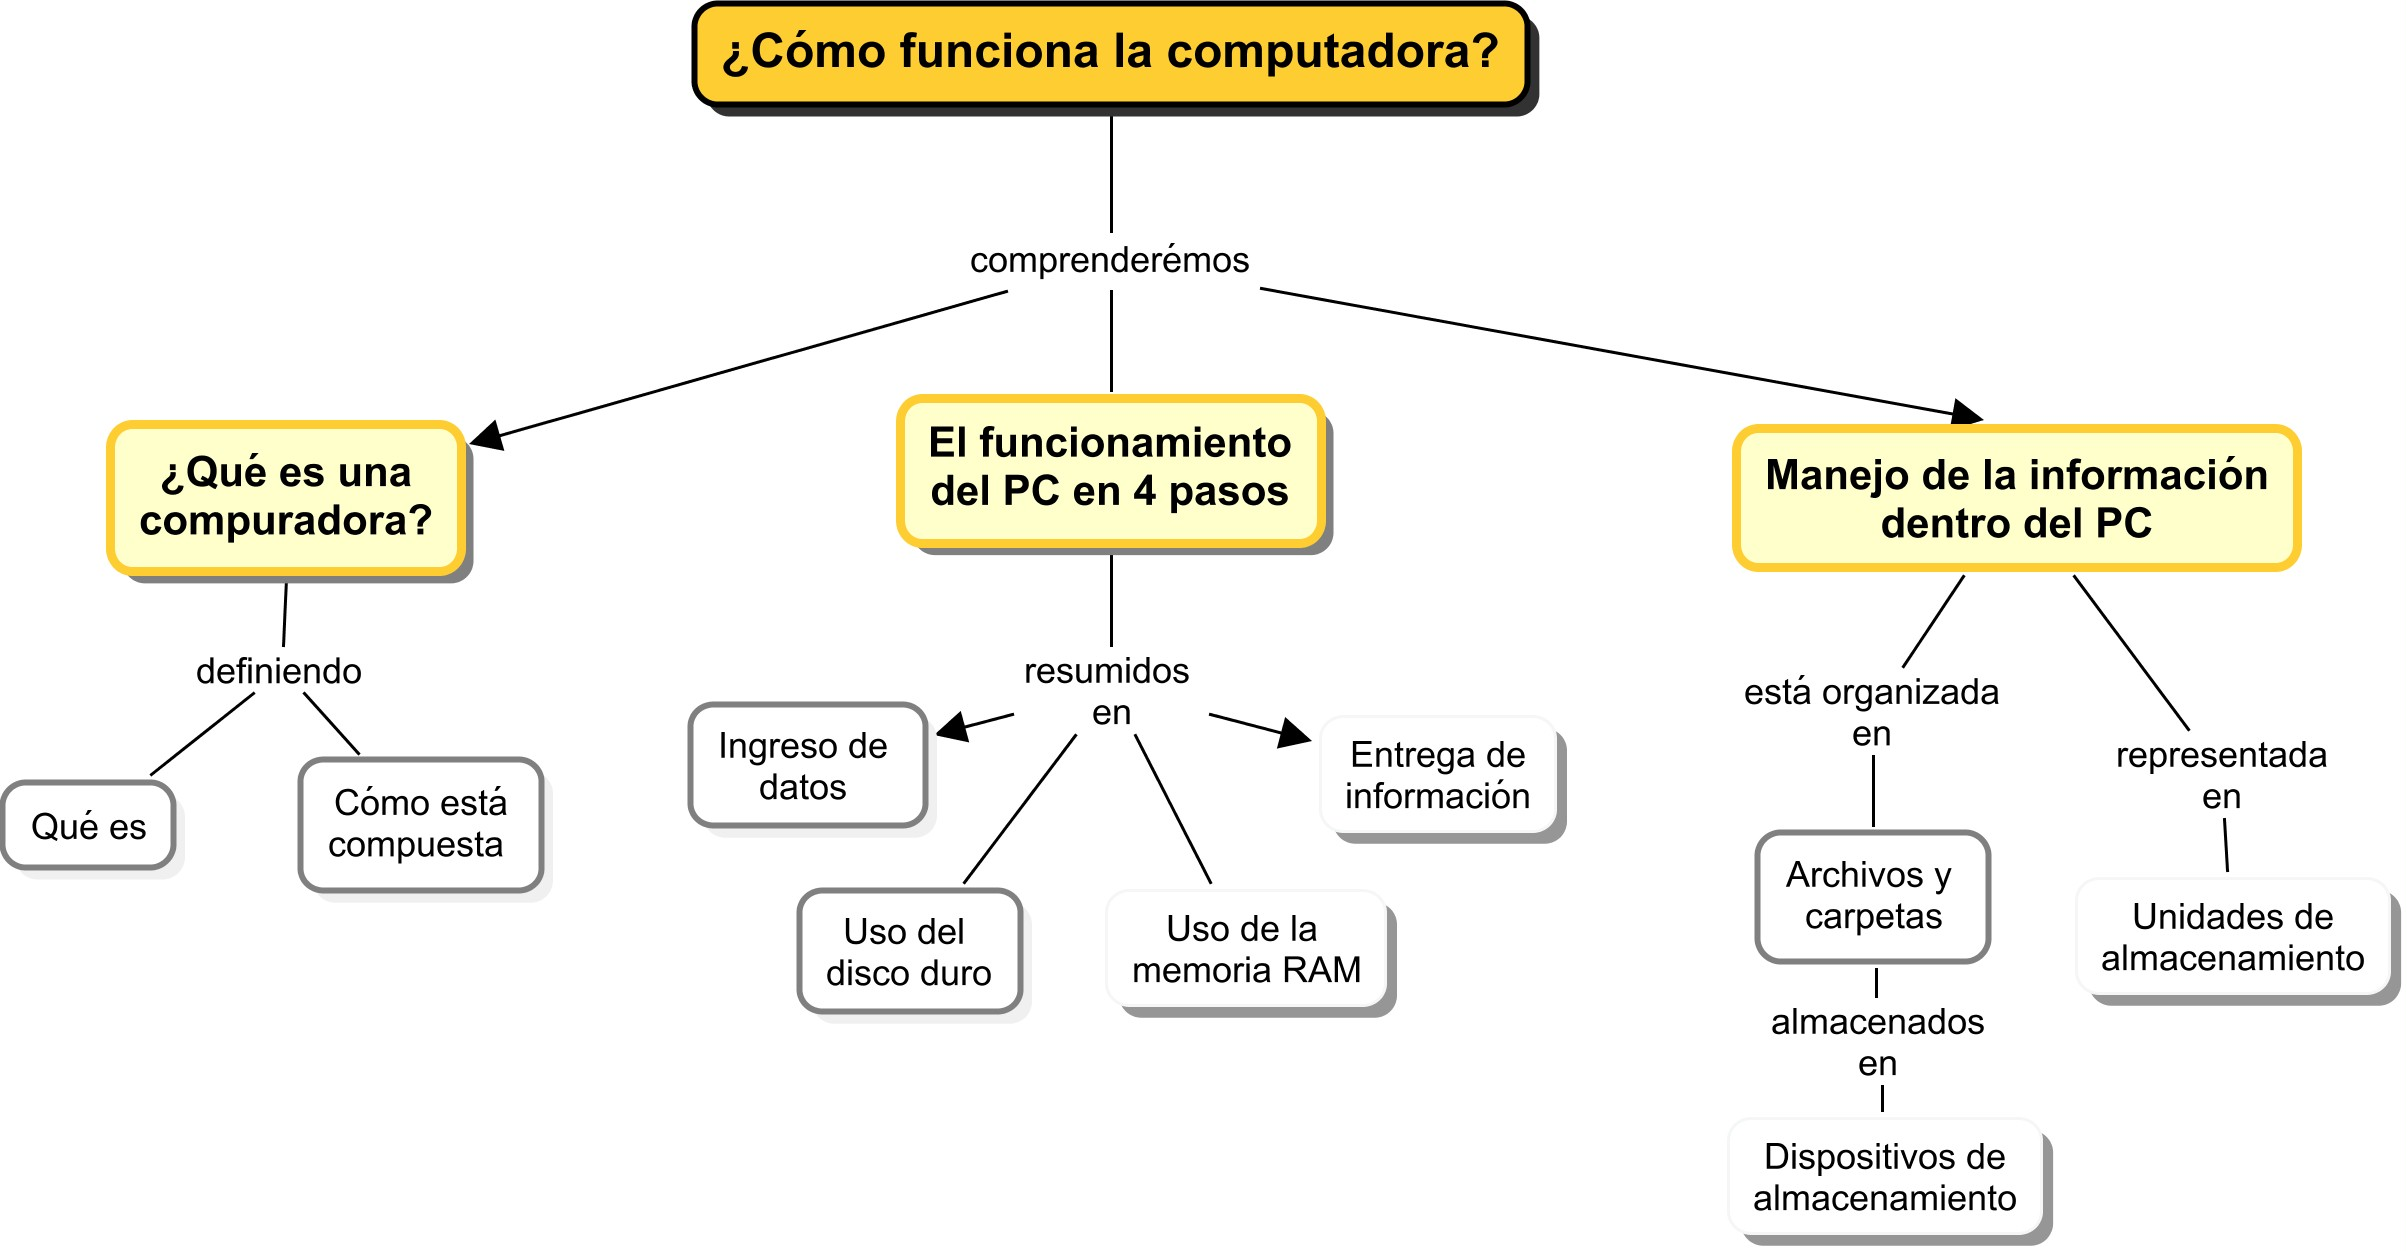 ¿Cómo funciona la computadora?
comprenderémos
¿Qué es una
compuradora?
definiendo
Qué es
Cómo está
compuesta
El funcionamiento
del PC en 4 pasos
resumidos
en
Ingreso de
datos
Uso del
disco duro
Uso de la
memoria RAM
Entrega de
información
Manejo de la información
dentro del PC
está organizada
en
Archivos y
carpetas
almacenados
en
Dispositivos de
almacenamiento
representada
en
Unidades de
almacenamiento